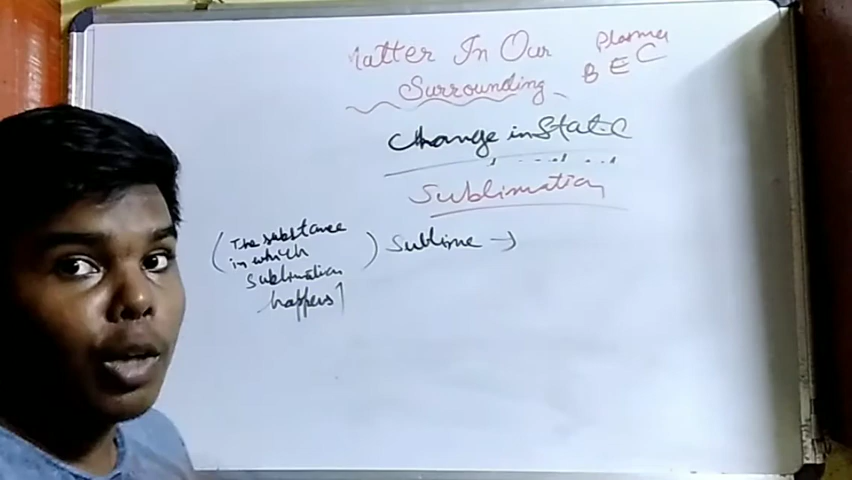 Matter In Our
Surrounding
Plasma
B E C
Change in State
Sublimation
(The substance
in which
Sublimation
happens)
Sublime →